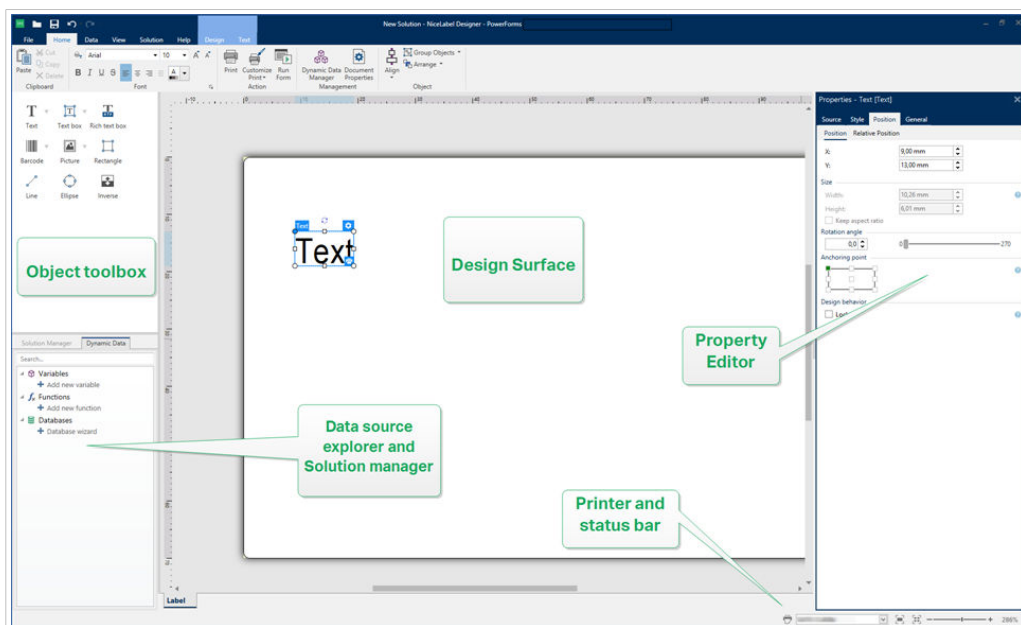 New Solution - NiceLabel Designer - PowerForms
File Home Data View Solution Help Design Text
Paste
Cut
Copy
Delete
Clipboard
Arial 10
B I U S
Font
Print
Customize Print
Run Form
Action
Dynamic Data Manager
Document Properties
Management
Align
Group Objects
Arrange
Object
Text Text box Rich text box
Barcode Picture Rectangle
Line Ellipse Inverse
Object toolbox
Solution Manager Dynamic Data
Search...
Variables
Add new variable
Functions
Add new function
Databases
Database wizard
Text
Text
Design Surface
Data source
explorer and
Solution manager
Property
Editor
Printer and
status bar
Label
Properties - Text [Text]
Source Style Position General
Position Relative Position
X: 9,00 mm
Y: 13,00 mm
Size
Width: 10,26 mm
Height: 6,01 mm
Keep aspect ratio
Rotation angle
0,0 0 270
Anchoring point
Design behavior
286%